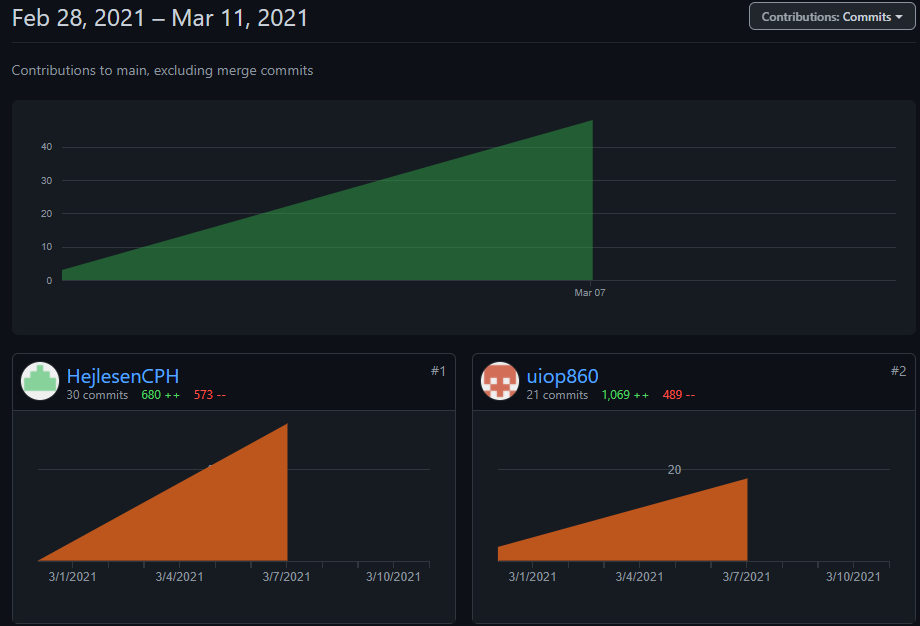 Feb 28, 2021 – Mar 11, 2021
Contributions: Commits
Contributions to main, excluding merge commits
40
30
20
10
0
Mar 07
HejlesenCPH
#1
30 commits 680 ++ 573 --
3/1/2021 3/4/2021 3/7/2021 3/10/2021
uiop860
#2
21 commits 1,069 ++ 489 --
20
3/1/2021 3/4/2021 3/7/2021 3/10/2021